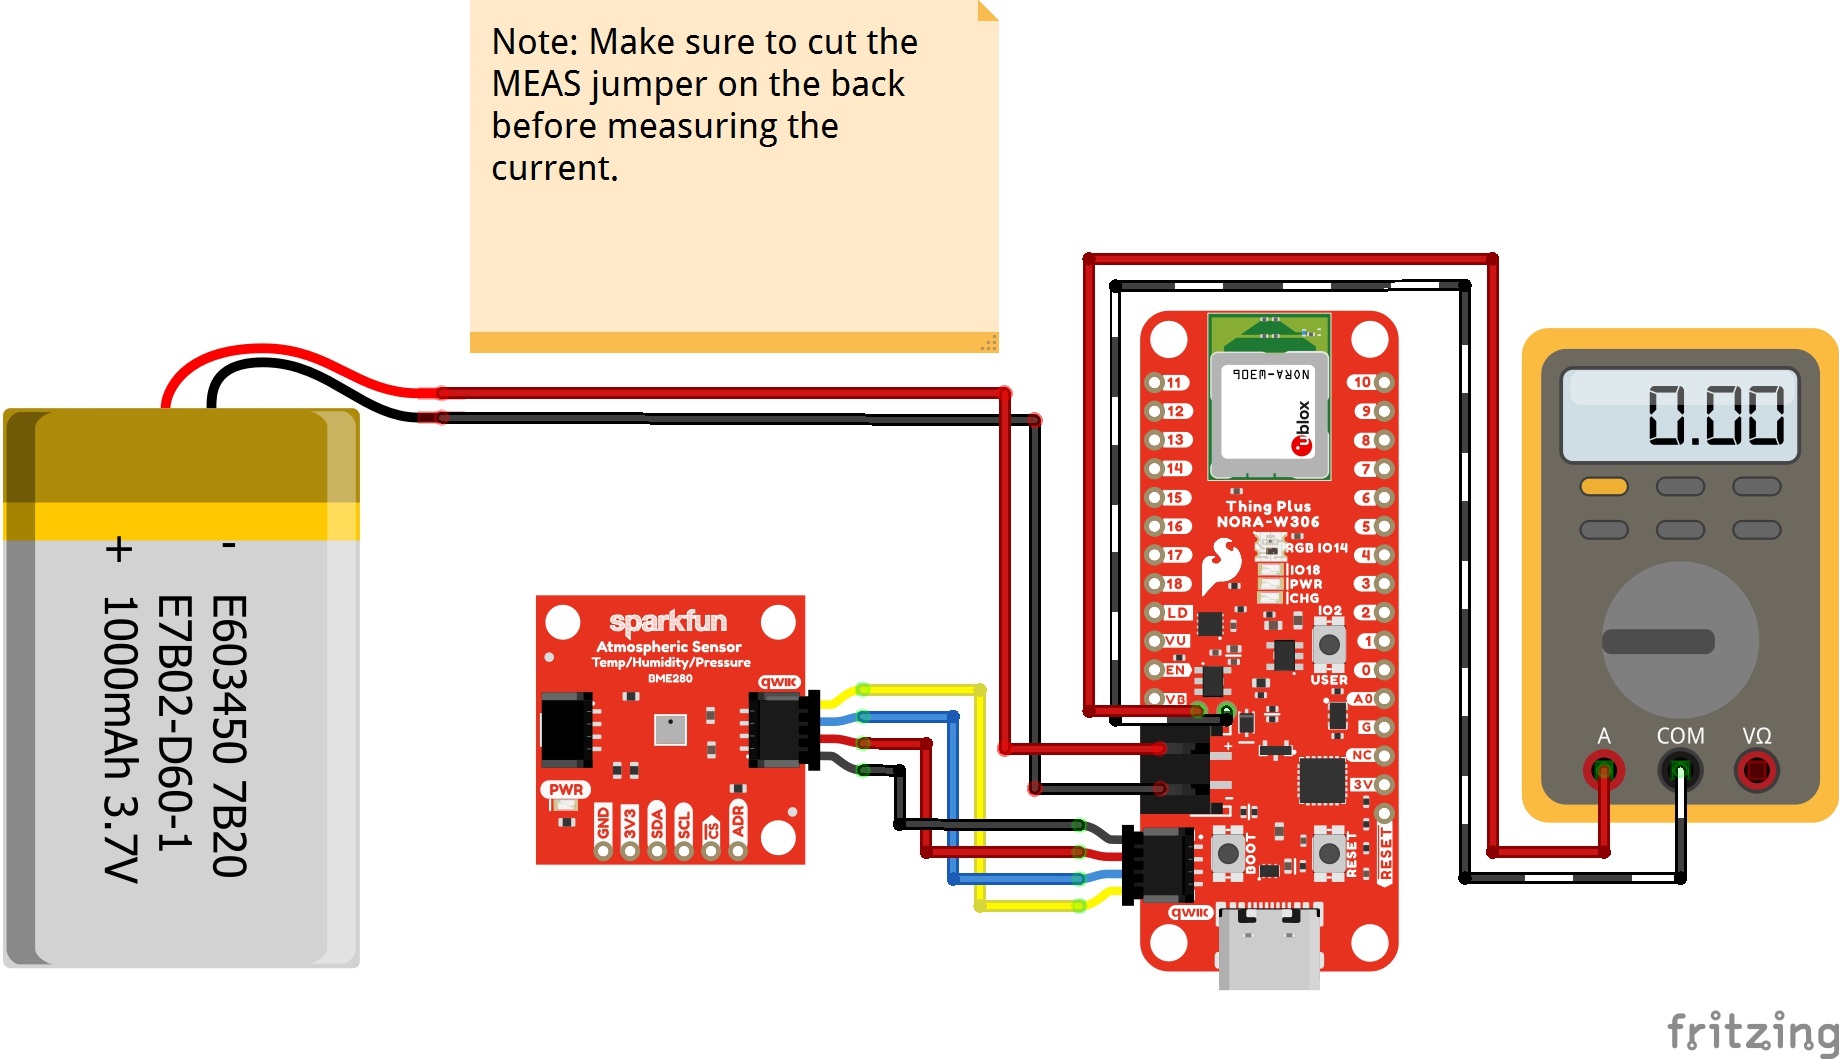 Note: Make sure to cut the
MEAS jumper on the back
before measuring the
current.
- E603450 7B20
E7B02-D60-1
+ 1000mAh 3.7V
sparkfun
Atmospheric Sensor
Temp/Humidity/Pressure
BME280
qwiic
PWR
GND
3V3
SDA
SCL
CS
ADR
NORA-W306
ublox
11
12
13
14
15
16
17
18
LD
VU
EN
VB
10
9
8
7
6
5
4
3
2
1
0
A0
G
NC
3V
RESET
Thing Plus
NORA-W306
RGB IO14
IO18
PWR
CHG
IO2
USER
+
-
BOOT
RESET
qwiic
0.00
A COM VΩ
fritzing